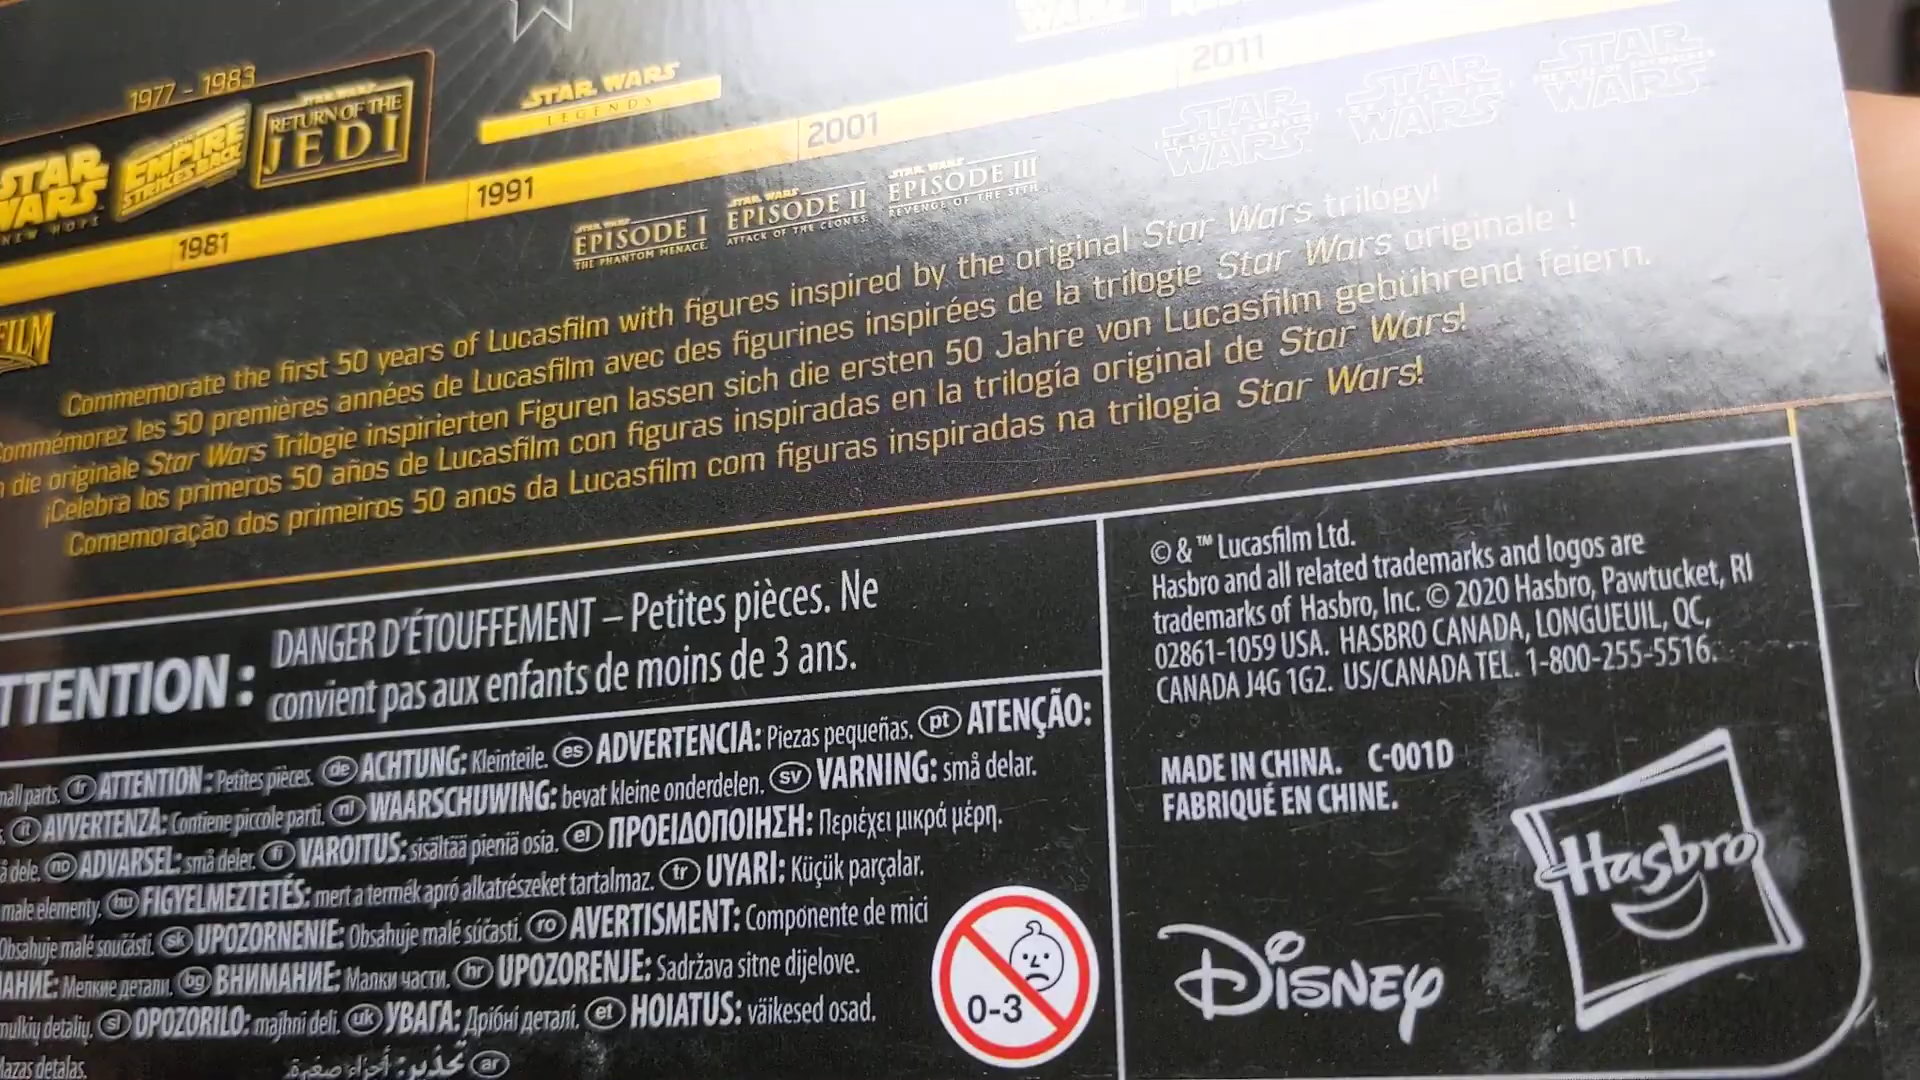 1977 - 1983
STAR WARS
A NEW HOPE
THE EMPIRE STRIKES BACK
STAR WARS
RETURN OF THE JEDI
STAR WARS
LEGENDS
STAR WARS
1981
1991
2001
2011
STAR WARS
EPISODE I
THE PHANTOM MENACE
STAR WARS
EPISODE II
ATTACK OF THE CLONES
STAR WARS
EPISODE III
REVENGE OF THE SITH
STAR WARS
STAR WARS
STAR WARS
FILM
Commemorate the first 50 years of Lucasfilm with figures inspired by the original Star Wars trilogy!
Commémorez les 50 premières années de Lucasfilm avec des figurines inspirées de la trilogie Star Wars originale !
die originale Star Wars Trilogie inspirierten Figuren lassen sich die ersten 50 Jahre von Lucasfilm gebührend feiern.
¡Celebra los primeros 50 años de Lucasfilm con figuras inspiradas en la trilogía original de Star Wars!
Comemoração dos primeiros 50 anos da Lucasfilm com figuras inspiradas na trilogia Star Wars!
TTENTION : DANGER D'ÉTOUFFEMENT – Petites pièces. Ne
convient pas aux enfants de moins de 3 ans.
mall parts. fr ATTENTION : Petites pièces. de ACHTUNG: Kleinteile. es ADVERTENCIA: Piezas pequeñas. pt ATENÇÃO:
it AVVERTENZA: Contiene piccole parti. nl WAARSCHUWING: bevat kleine onderdelen. sv VARNING: små delar.
å dele. no ADVARSEL: små deler. fi VAROITUS: sisältää pieniä osia. el ΠΡΟΕΙΔΟΠΟΙΗΣΗ: Περιέχει μικρά μέρη.
małe elementy. hu FIGYELMEZTETÉS: mert a termék apró alkatrészeket tartalmaz. tr UYARI: Küçük parçalar.
Obsahuje malé součásti. sk UPOZORNENIE: Obsahuje malé súčasti. ro AVERTISMENT: Componente de mici
АНИЕ: Мелкие детали. bg ВНИМАНИЕ: Малки части. hr UPOZORENJE: Sadržava sitne dijelove.
mulkių detalių. sl OPOZORILO: majhni deli. uk УВАГА: Дрібні деталі. et HOIATUS: väikesed osad.
Mazas detaļas.
ar تحذير: أجزاء صغيرة.
0-3
© & ™ Lucasfilm Ltd.
Hasbro and all related trademarks and logos are
trademarks of Hasbro, Inc. © 2020 Hasbro, Pawtucket, RI
02861-1059 USA. HASBRO CANADA, LONGUEUIL, QC,
CANADA J4G 1G2. US/CANADA TEL. 1-800-255-5516.
MADE IN CHINA. C-001D
FABRIQUÉ EN CHINE.
Disney
Hasbro